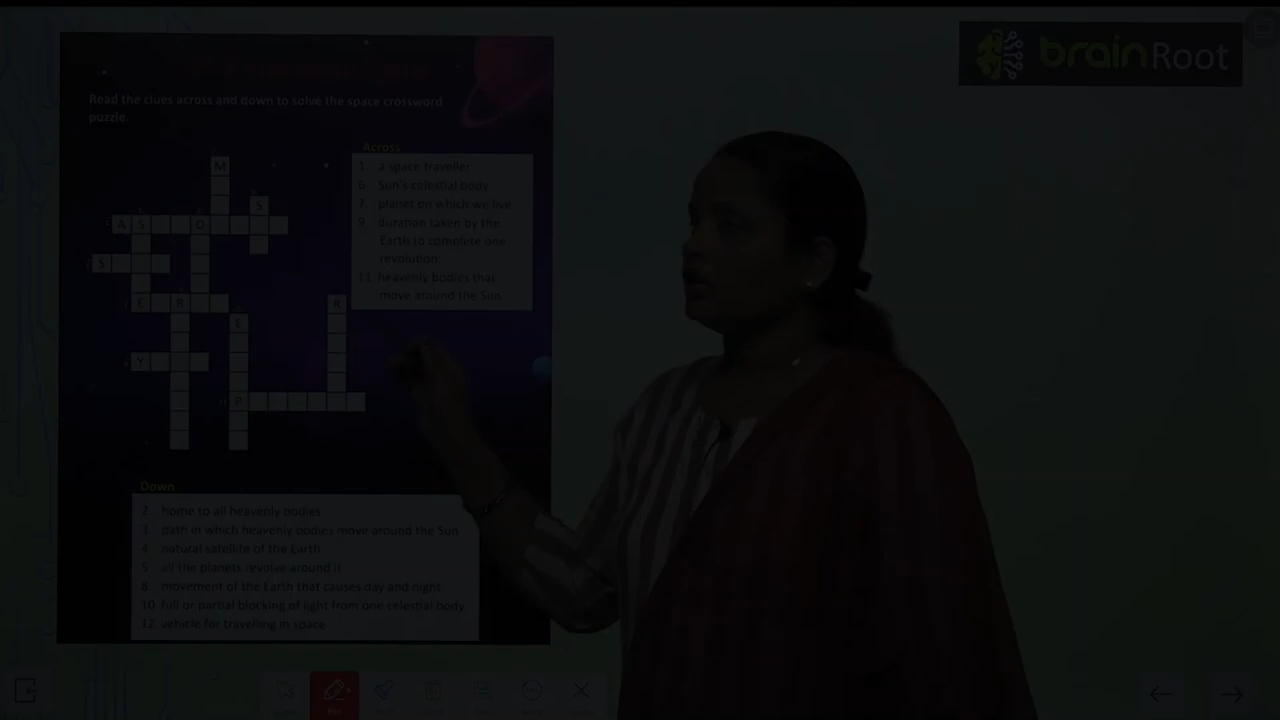 brainRoot
Read the clues across and down to solve the space crossword
puzzle.
Across
1. a space traveller
6. Sun's celestial body
7. planet on which we live
9. duration taken by the
Earth to complete one
revolution
11. heavenly bodies that
move around the Sun
M
S
A S O
S
E R
R
E
Y
P
Down
2. home to all heavenly bodies
3. path in which heavenly bodies move around the Sun
4. natural satellite of the Earth
5. all the planets revolve around it
8. movement of the Earth that causes day and night
10. full or partial blocking of light from one celestial body
12. vehicle for travelling in space